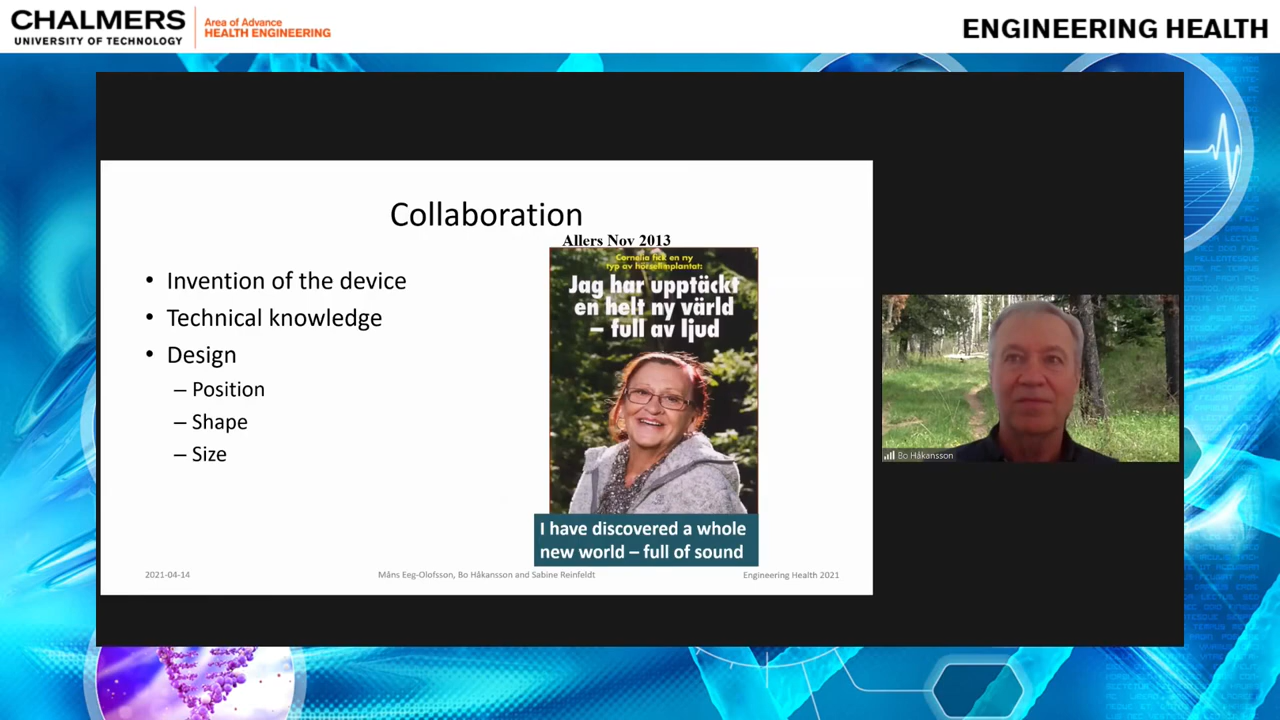 CHALMERS
UNIVERSITY OF TECHNOLOGY
Area of Advance
HEALTH ENGINEERING
ENGINEERING HEALTH
Collaboration
Allers Nov 2013
• Invention of the device
• Technical knowledge
• Design
– Position
– Shape
– Size
Cornelia fick en ny
typ av hörselimplantat:
Jag har upptäckt
en helt ny värld
– full av ljud
I have discovered a whole
new world – full of sound
Bo Håkansson
2021-04-14
Måns Eeg-Olofsson, Bo Håkansson and Sabine Reinfeldt
Engineering Health 2021